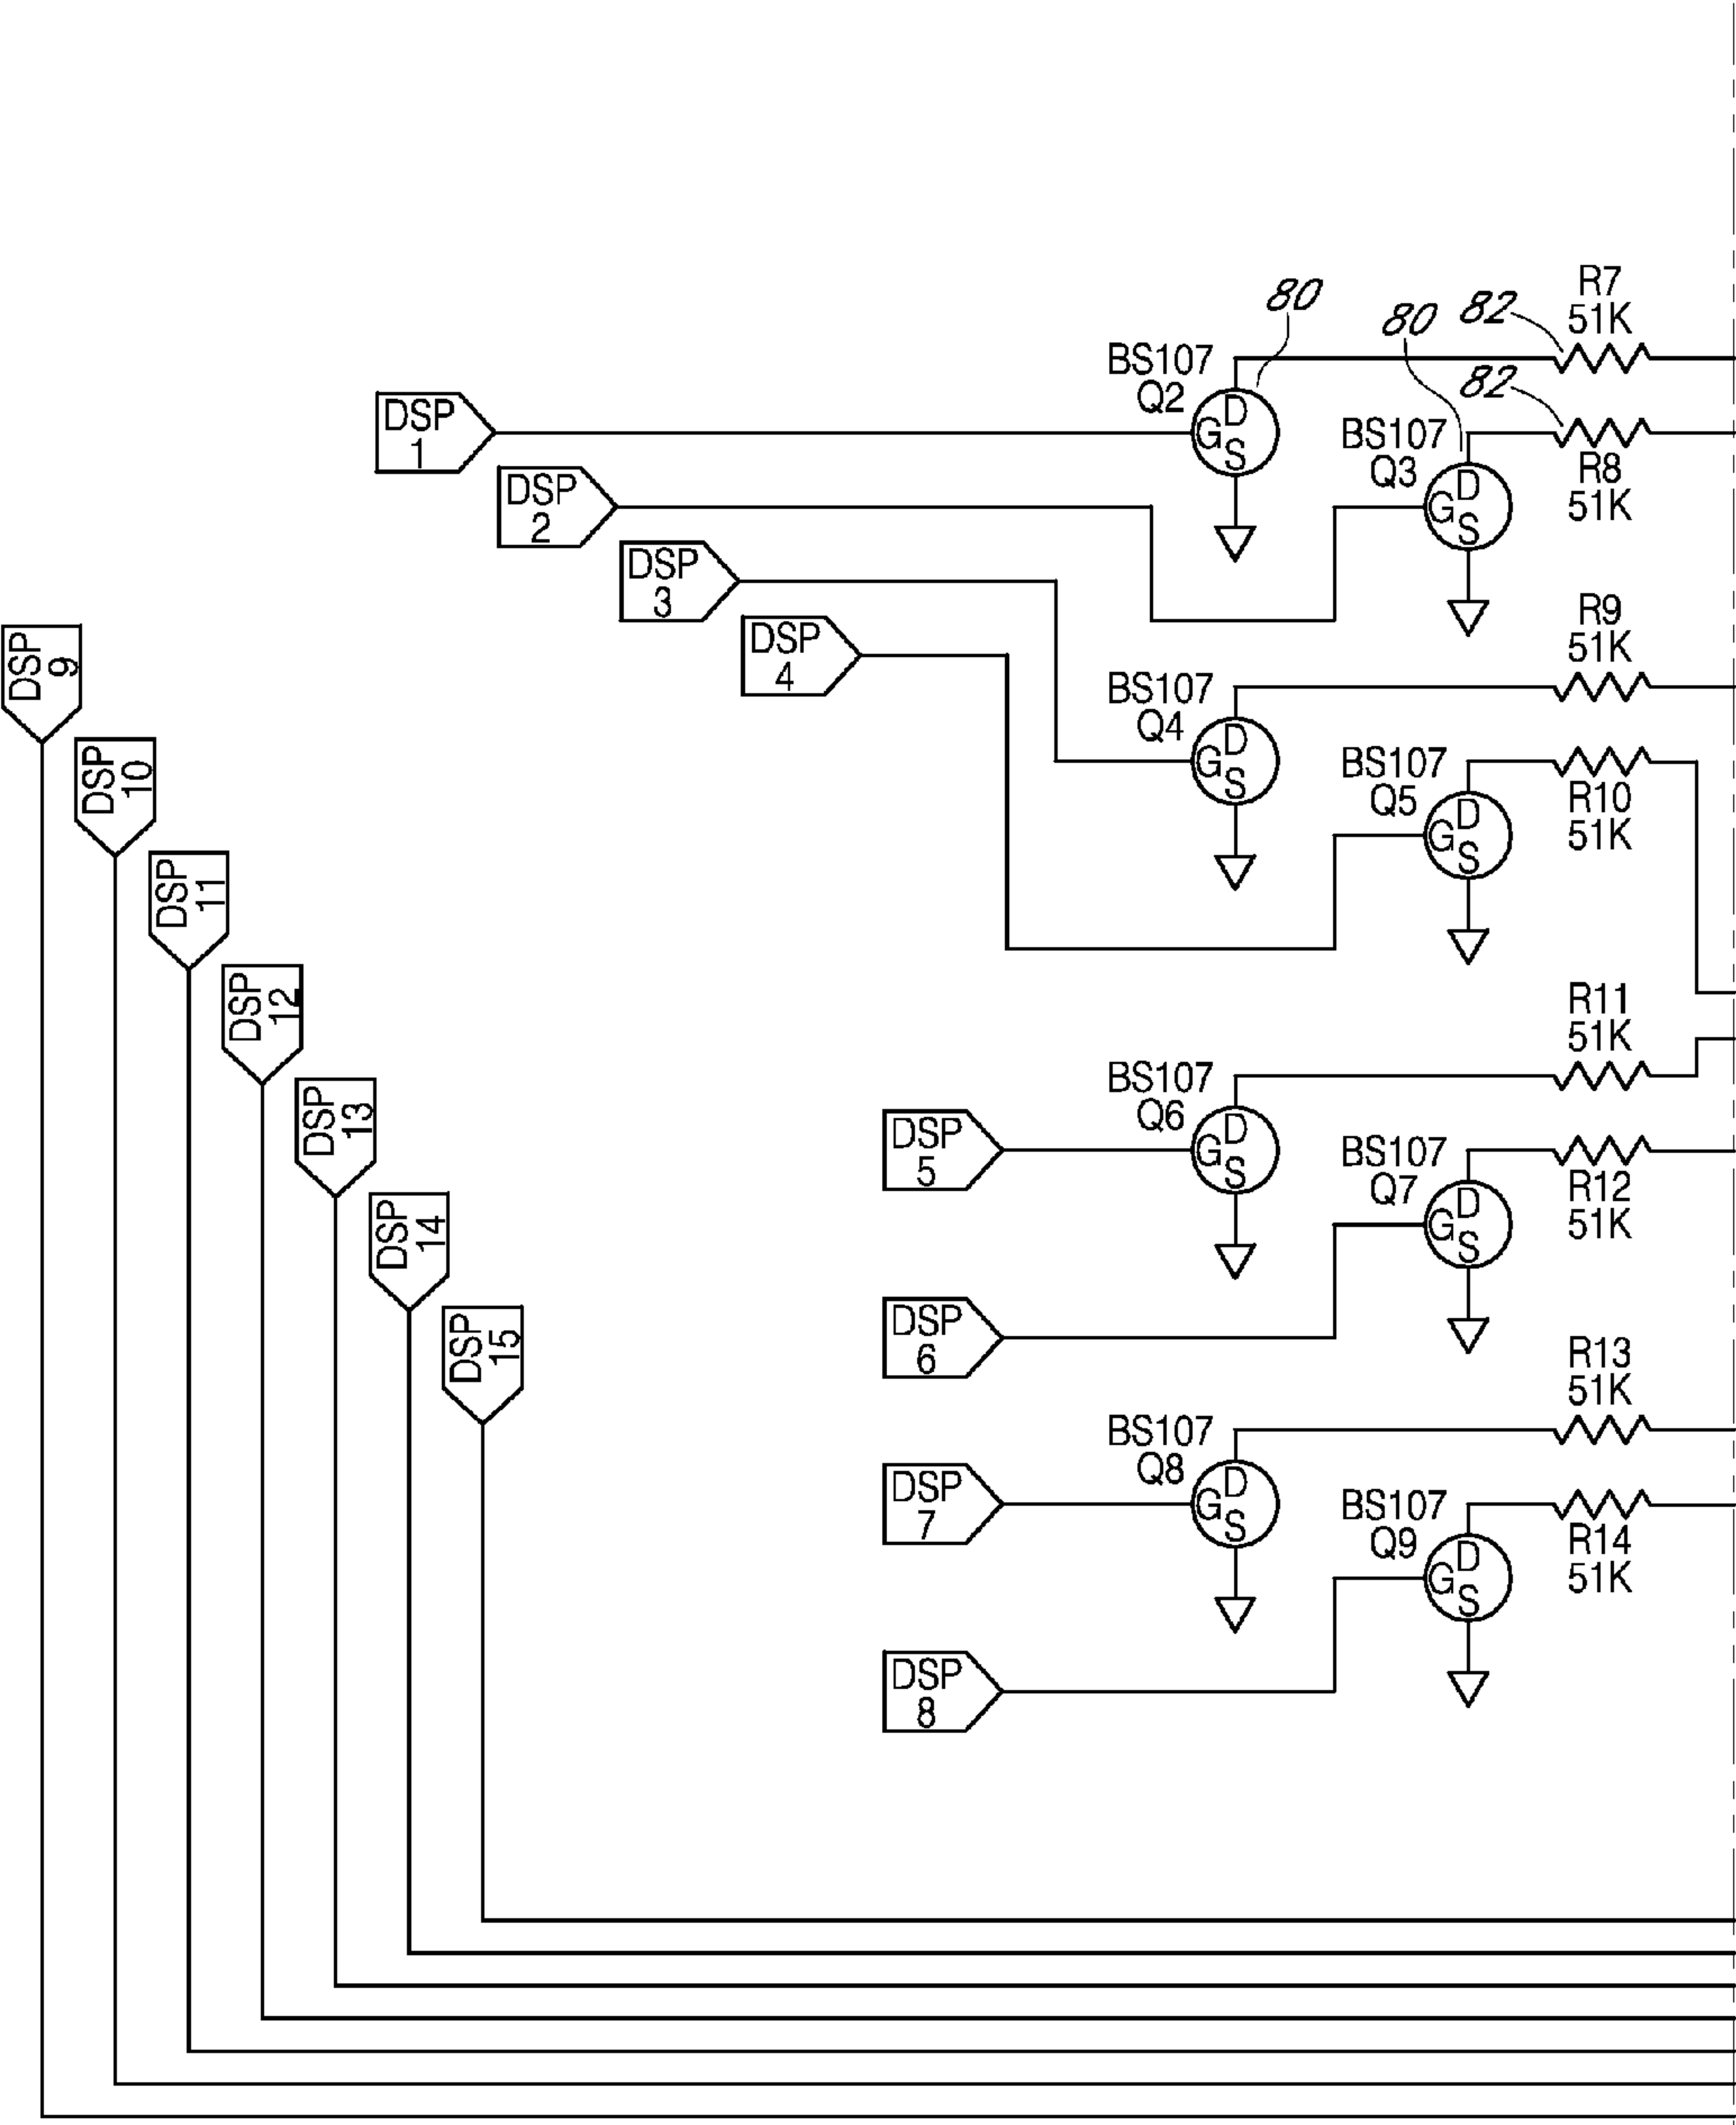 R7
51K
80
80
82
BS107
Q2
82
DSP
1
G D S
BS107
Q3
R8
51K
DSP
2
G D S
DSP
3
R9
51K
DSP
4
DSP
9
BS107
Q4
G D S
DSP
10
BS107
Q5
R10
51K
G D S
DSP
11
DSP
12
R11
51K
BS107
Q6
DSP
13
DSP
5
G D S
BS107
Q7
R12
51K
DSP
14
G D S
DSP
6
DSP
15
R13
51K
BS107
Q8
DSP
7
G D S
BS107
Q9
R14
51K
G D S
DSP
8